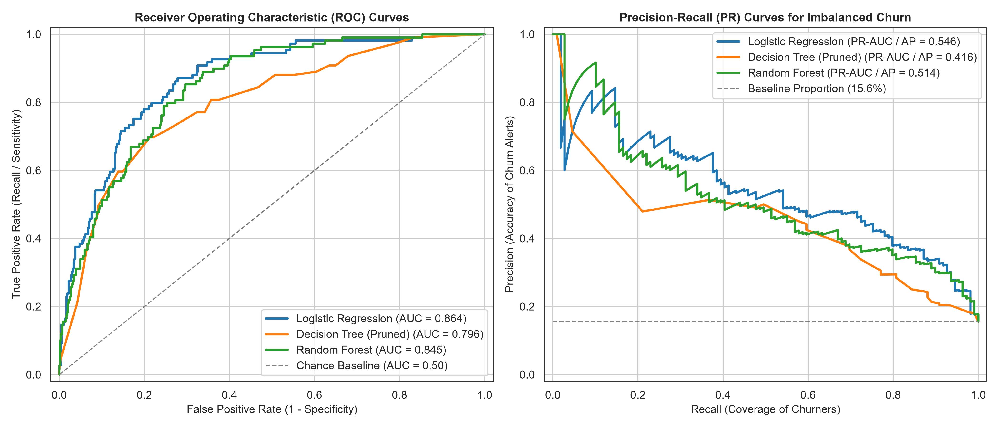 Receiver Operating Characteristic (ROC) Curves
True Positive Rate (Recall / Sensitivity)
1.0
0.8
0.6
0.4
0.2
0.0
Logistic Regression (AUC = 0.864)
Decision Tree (Pruned) (AUC = 0.796)
Random Forest (AUC = 0.845)
Chance Baseline (AUC = 0.50)
0.0 0.2 0.4 0.6 0.8 1.0
False Positive Rate (1 - Specificity)
Precision-Recall (PR) Curves for Imbalanced Churn
Precision (Accuracy of Churn Alerts)
1.0
0.8
0.6
0.4
0.2
0.0
Logistic Regression (PR-AUC / AP = 0.546)
Decision Tree (Pruned) (PR-AUC / AP = 0.416)
Random Forest (PR-AUC / AP = 0.514)
Baseline Proportion (15.6%)
0.0 0.2 0.4 0.6 0.8 1.0
Recall (Coverage of Churners)